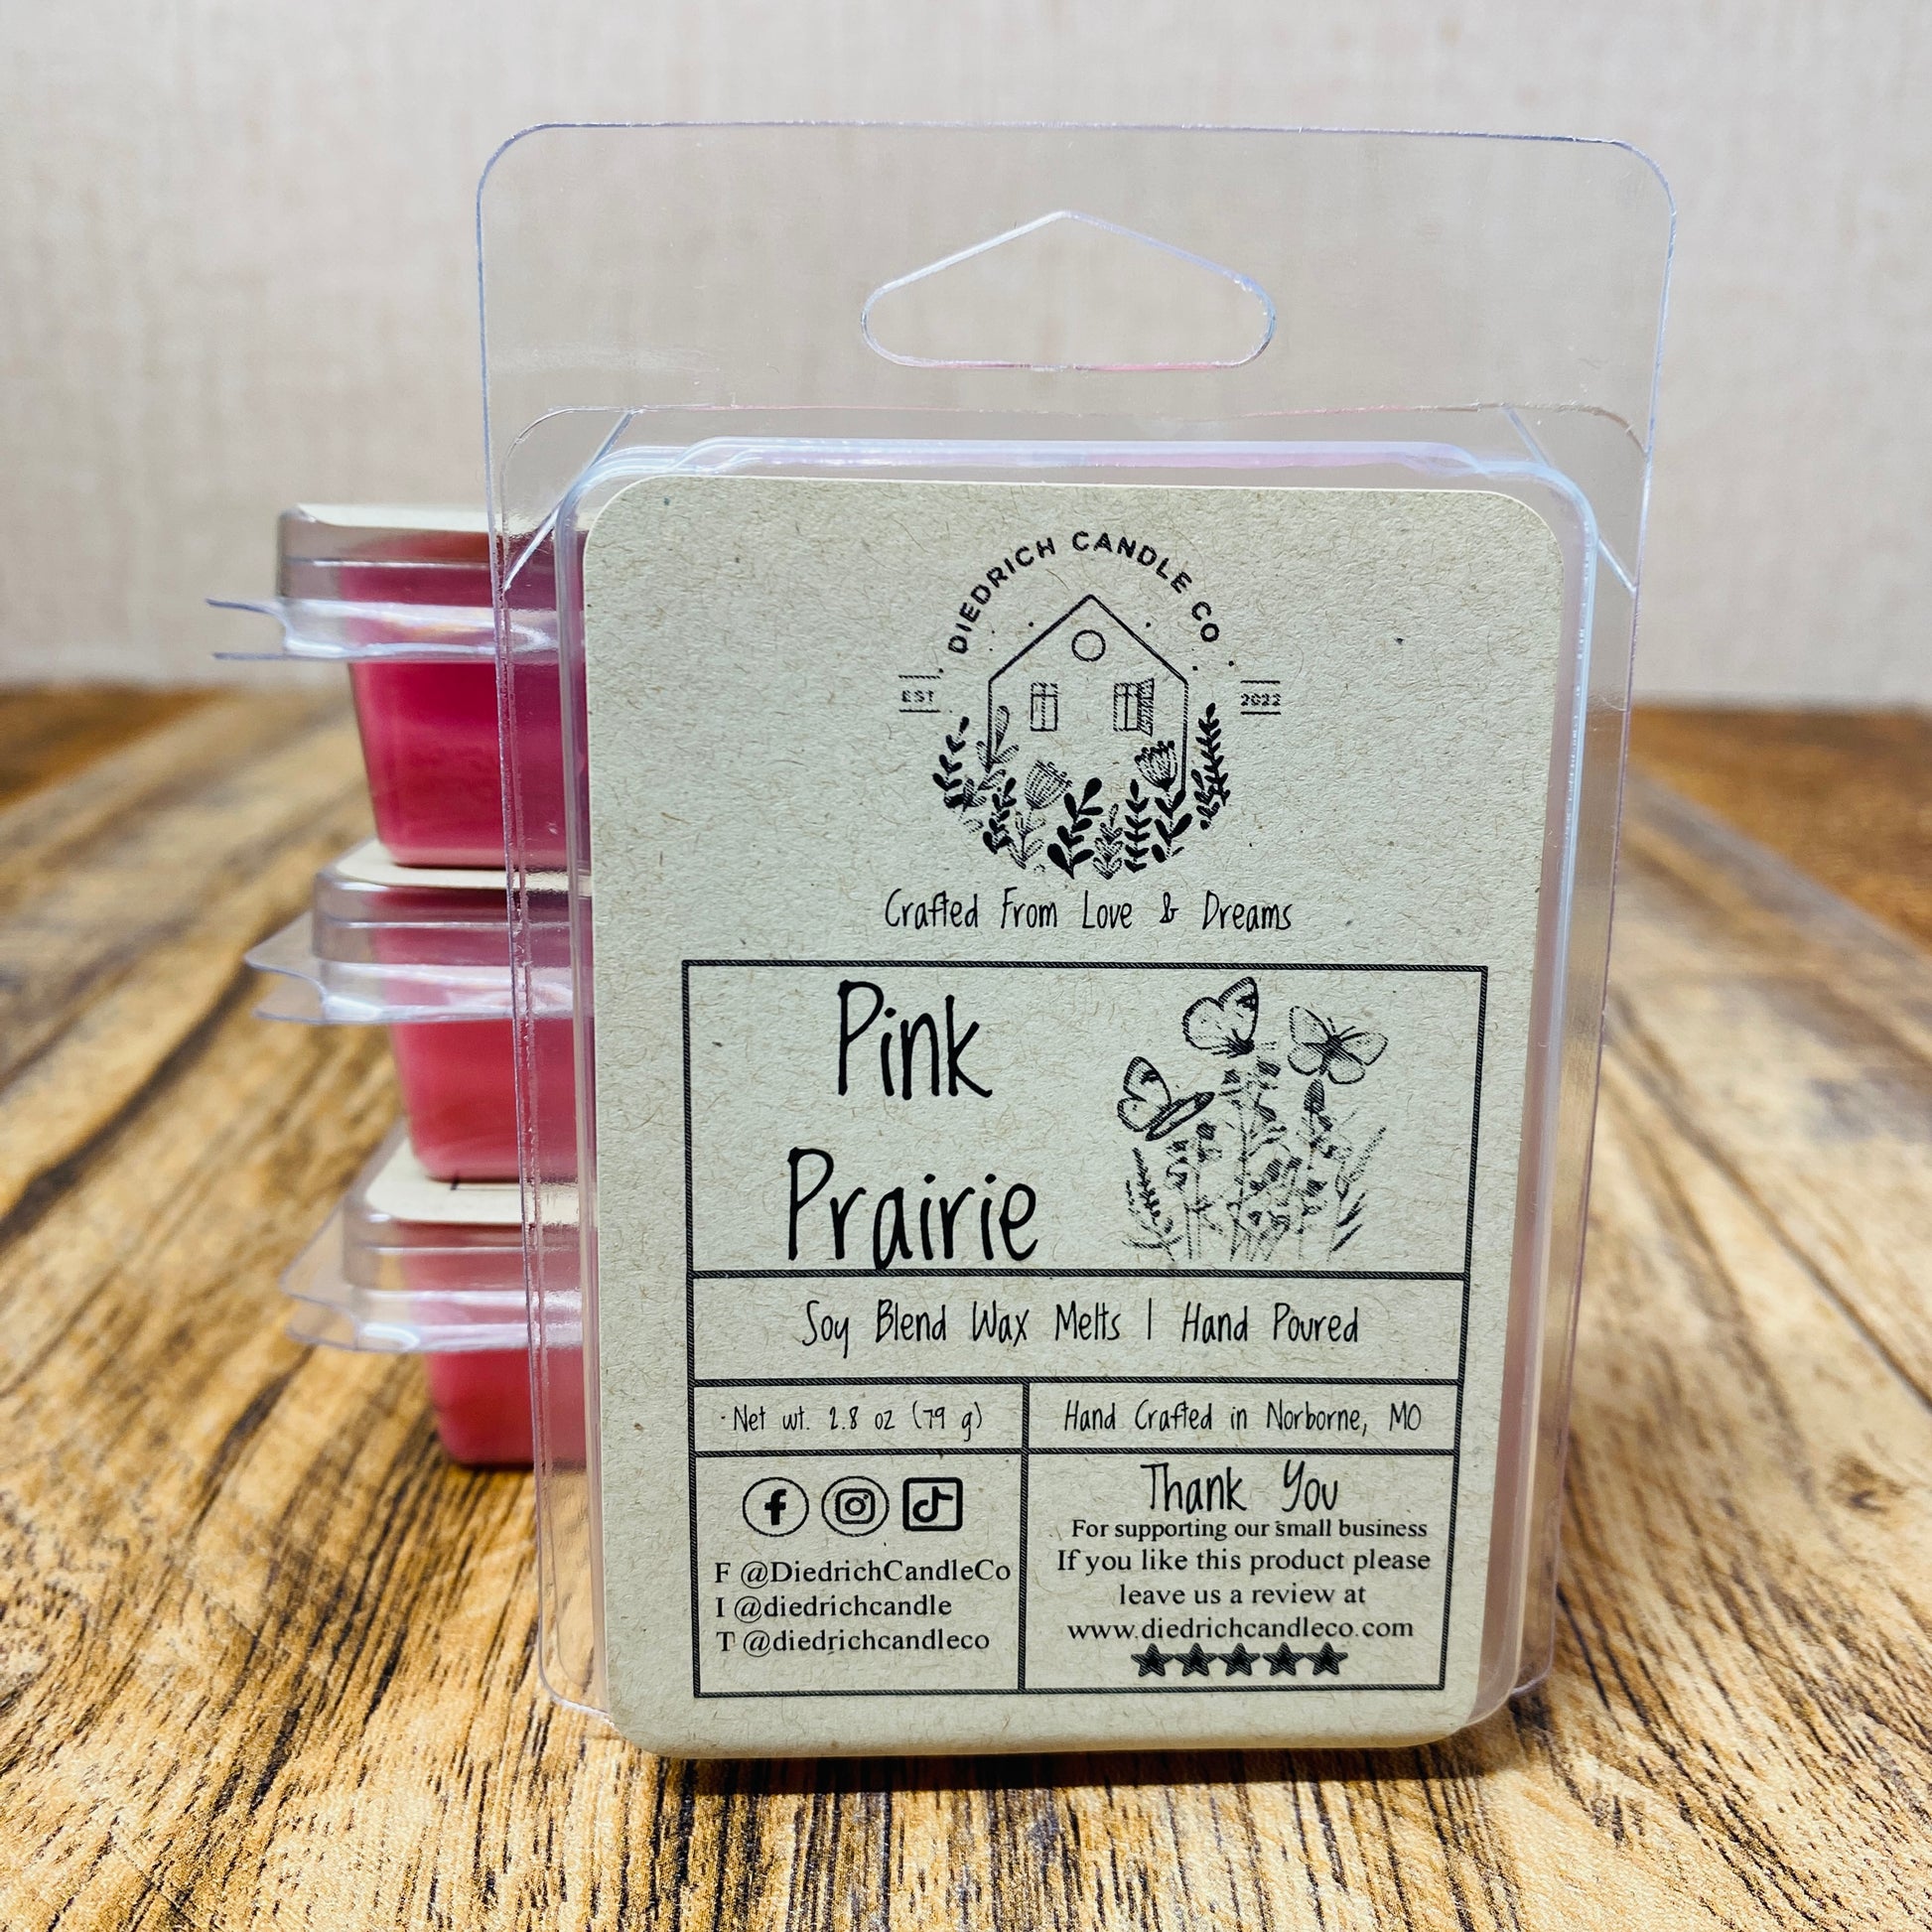 DIEDRICH CANDLE CO
EST 2022
Crafted From Love & Dreams
Pink
Prairie
Soy Blend Wax Melts | Hand Poured
Net wt. 2.8 oz (79 g)
Hand Crafted in Norborne, MO
F @DiedrichCandleCo
I @diedrichcandle
T @diedrichcandleco
Thank You
For supporting our small business
If you like this product please
leave us a review at
www.diedrichcandleco.com